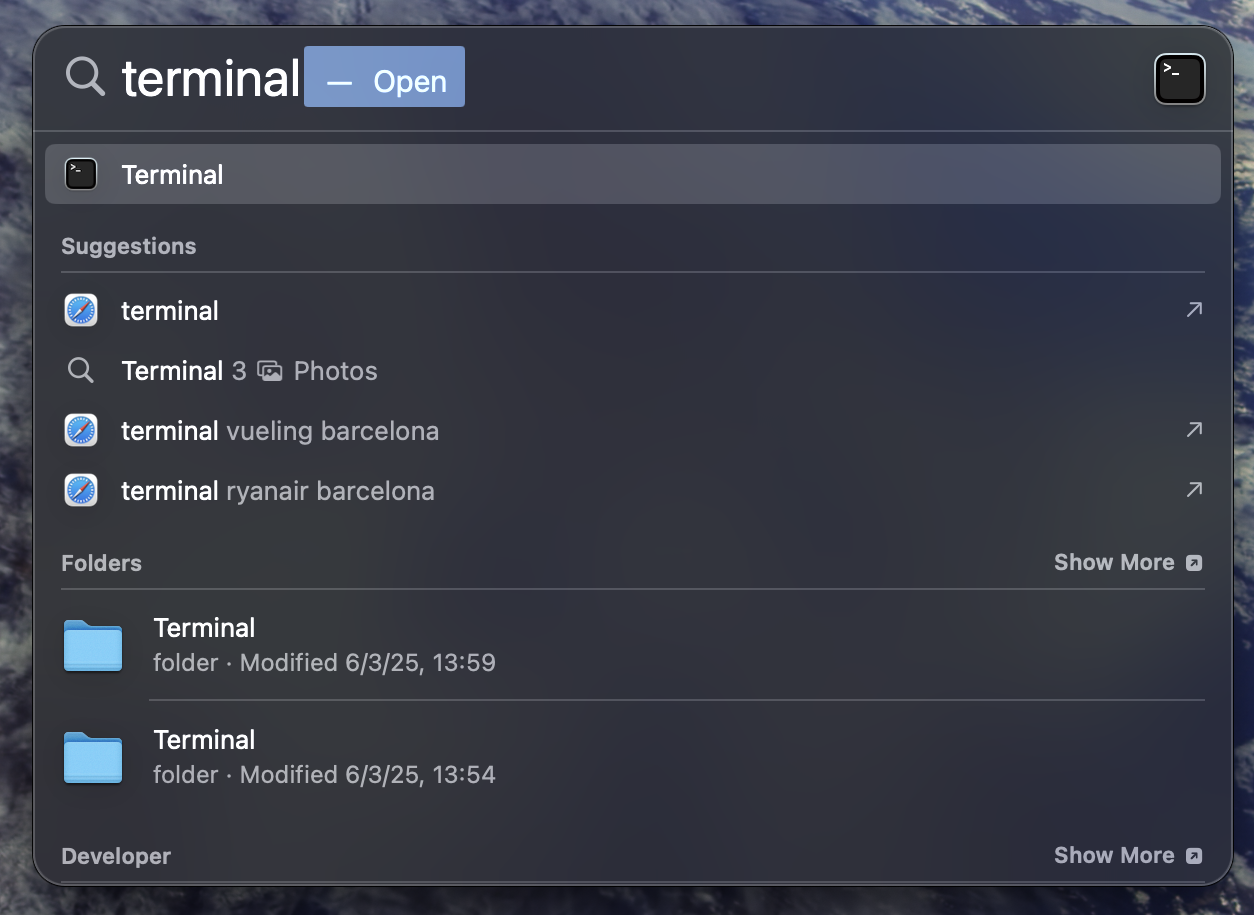 terminal — Open
Terminal
Suggestions
terminal
Terminal 3 Photos
terminal vueling barcelona
terminal ryanair barcelona
Folders Show More
Terminal
folder · Modified 6/3/25, 13:59
Terminal
folder · Modified 6/3/25, 13:54
Developer Show More